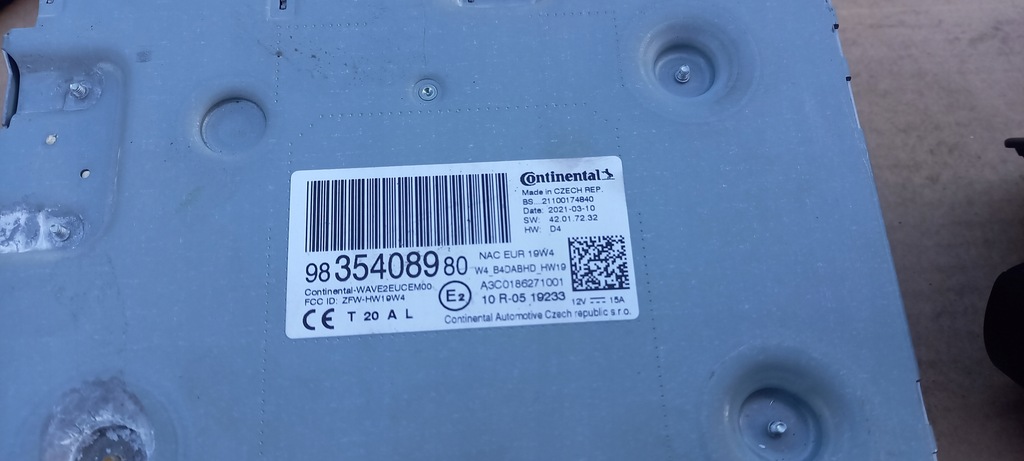 Continental
Made in CZECH REP.
BS....21100174840
Date: 2021-03-10
SW: 42.01.72.32
HW: D4
98 354089 80
NAC EUR 19W4
W4_B4DABHD_HW19
Continental-WAVE2EUCEM00
A3C0186271001
FCC ID: ZFW-HW19W4
E2
10 R-05 19233
12V 15A
CE T 20 A L
Continental Automotive Czech republic s.r.o.